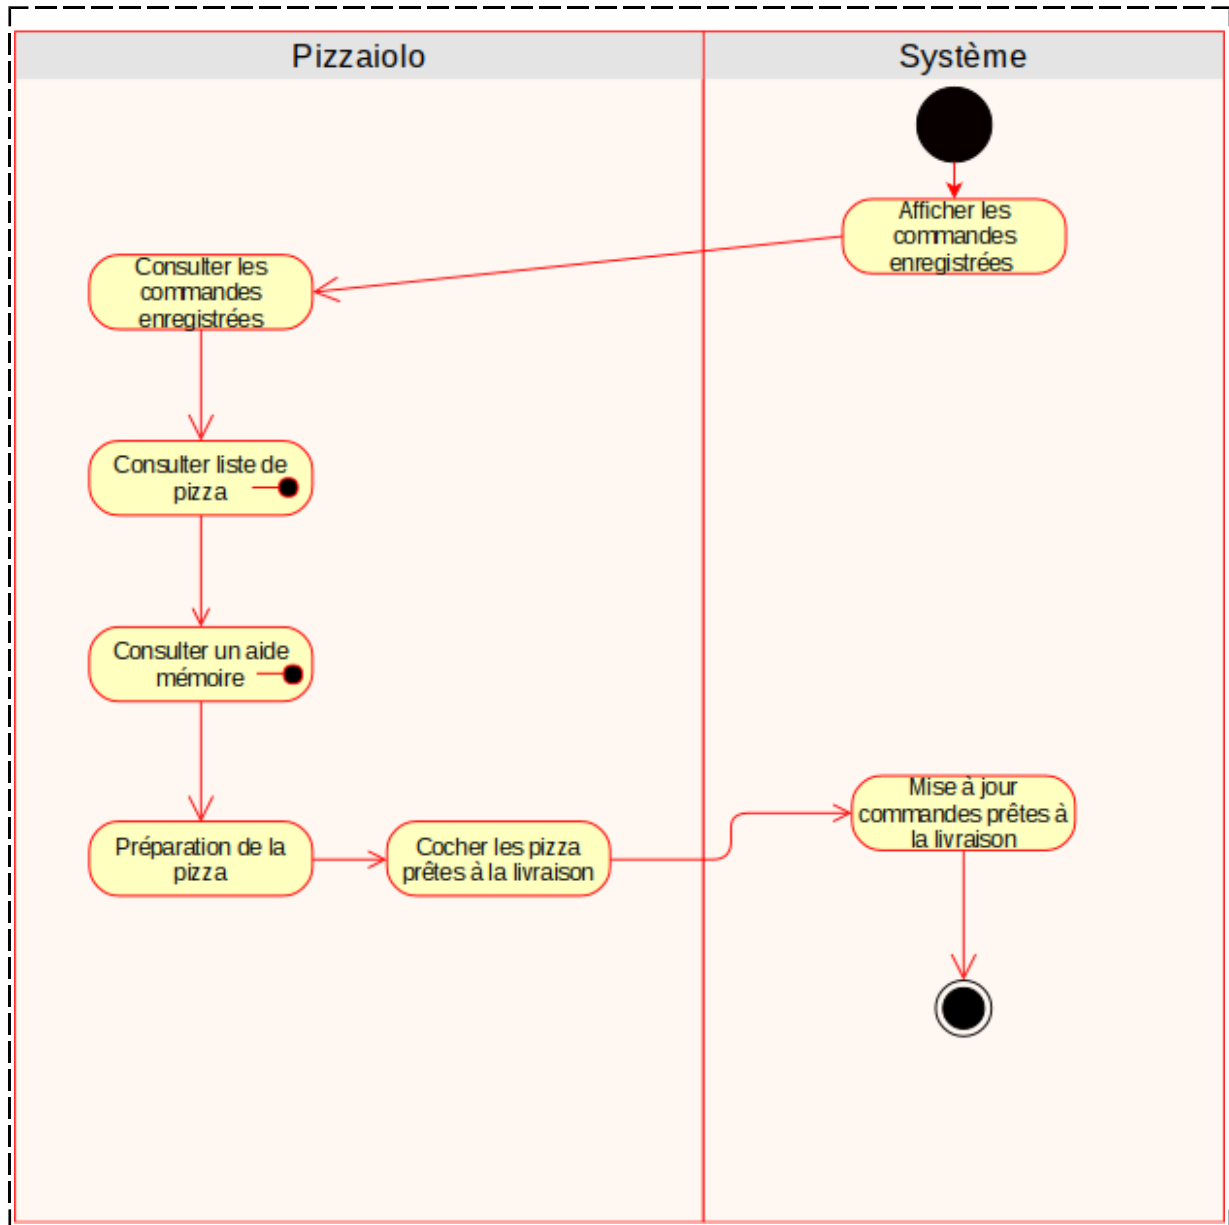 Pizzaiolo
Système
Afficher les
commandes
enregistrées
Consulter les
commandes
enregistrées
Consulter liste de
pizza
Consulter un aide
mémoire
Préparation de la
pizza
Cocher les pizza
prêtes à la livraison
Mise à jour
commandes prêtes à
la livraison